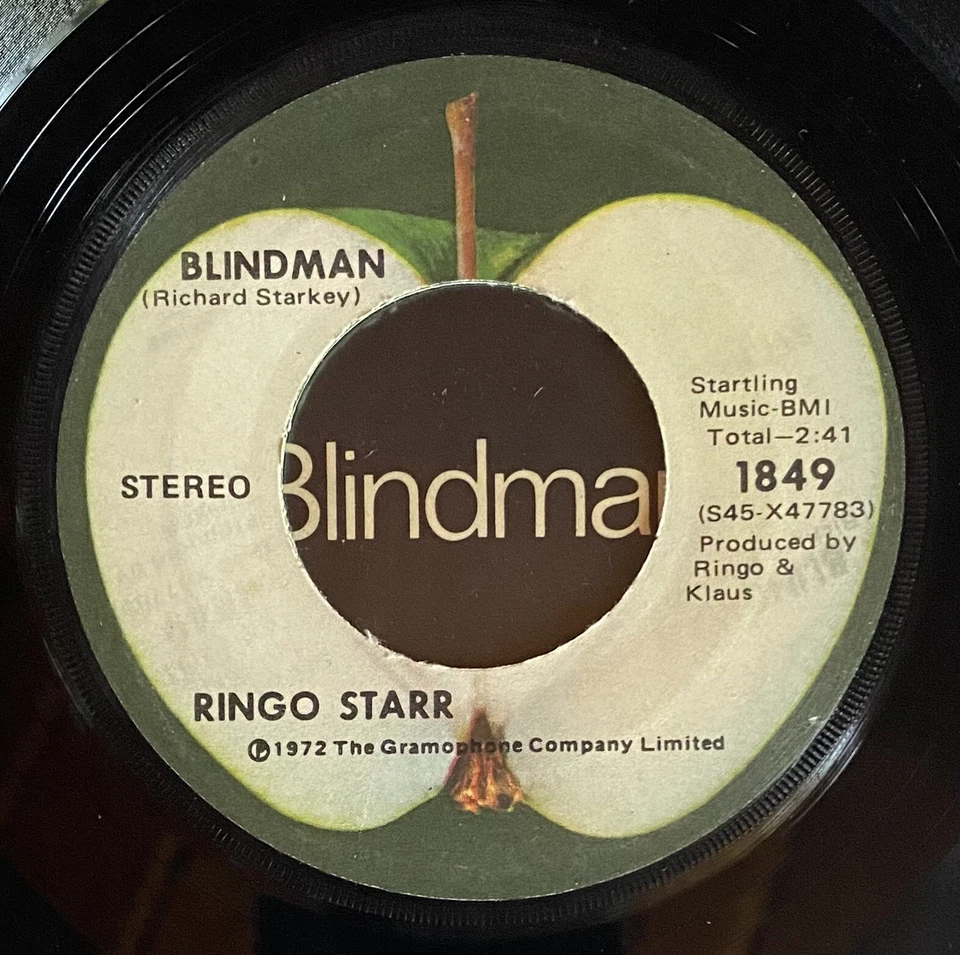 BLINDMAN
(Richard Starkey)
Startling
Music-BMI
Total—2:41
1849
(S45-X47783)
Produced by
Ringo &
Klaus
STEREO
Blindman
RINGO STARR
℗1972 The Gramophone Company Limited